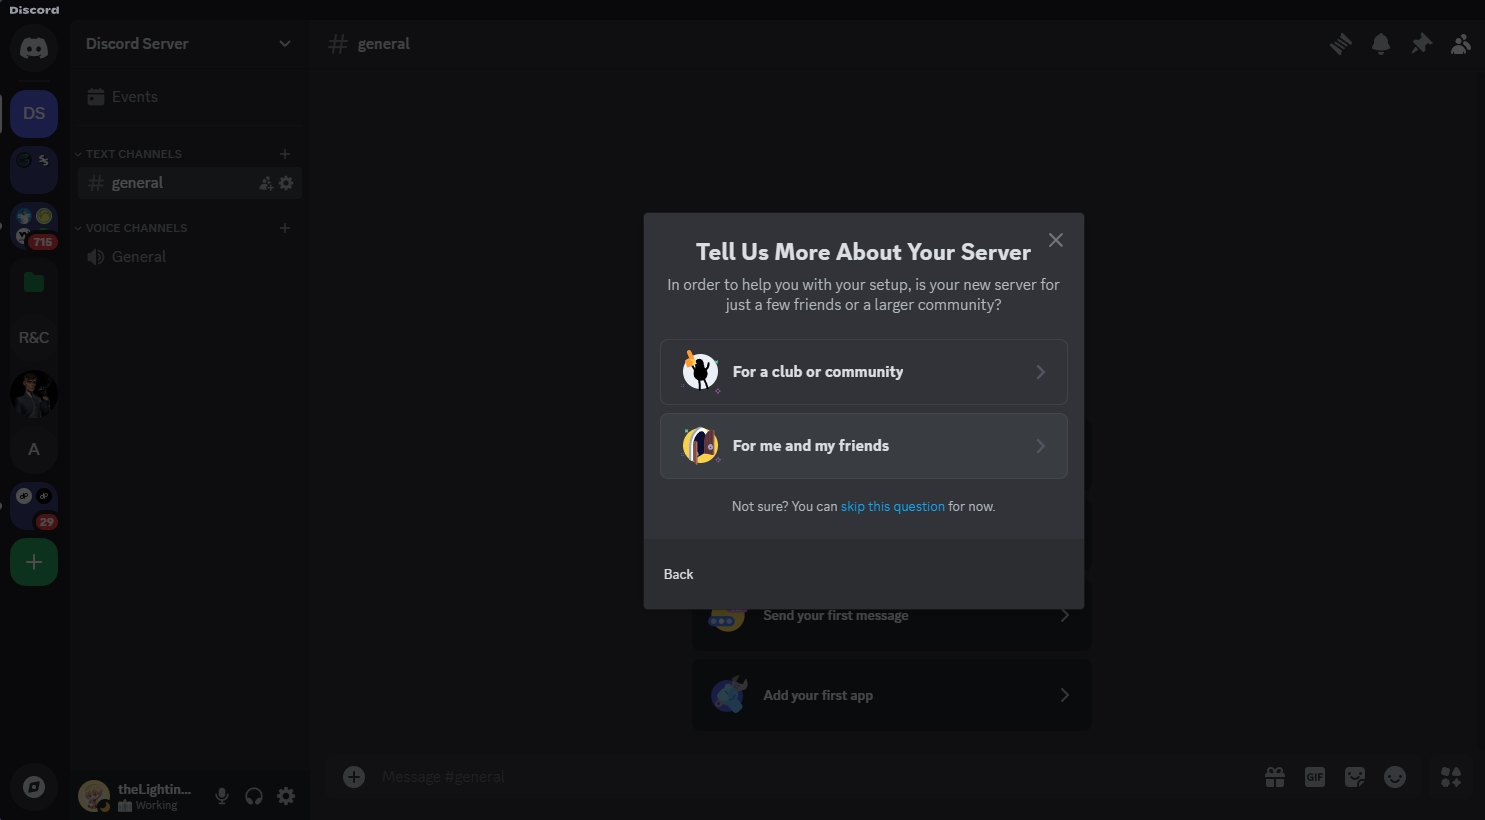 Discord
Discord Server
general
Events
DS
TEXT CHANNELS
general
715
VOICE CHANNELS
General
R&C
A
29
Tell Us More About Your Server
In order to help you with your setup, is your new server for
just a few friends or a larger community?
For a club or community
For me and my friends
Not sure? You can skip this question for now.
Back
Send your first message
Add your first app
Message #general
GIF
theLightin...
Working